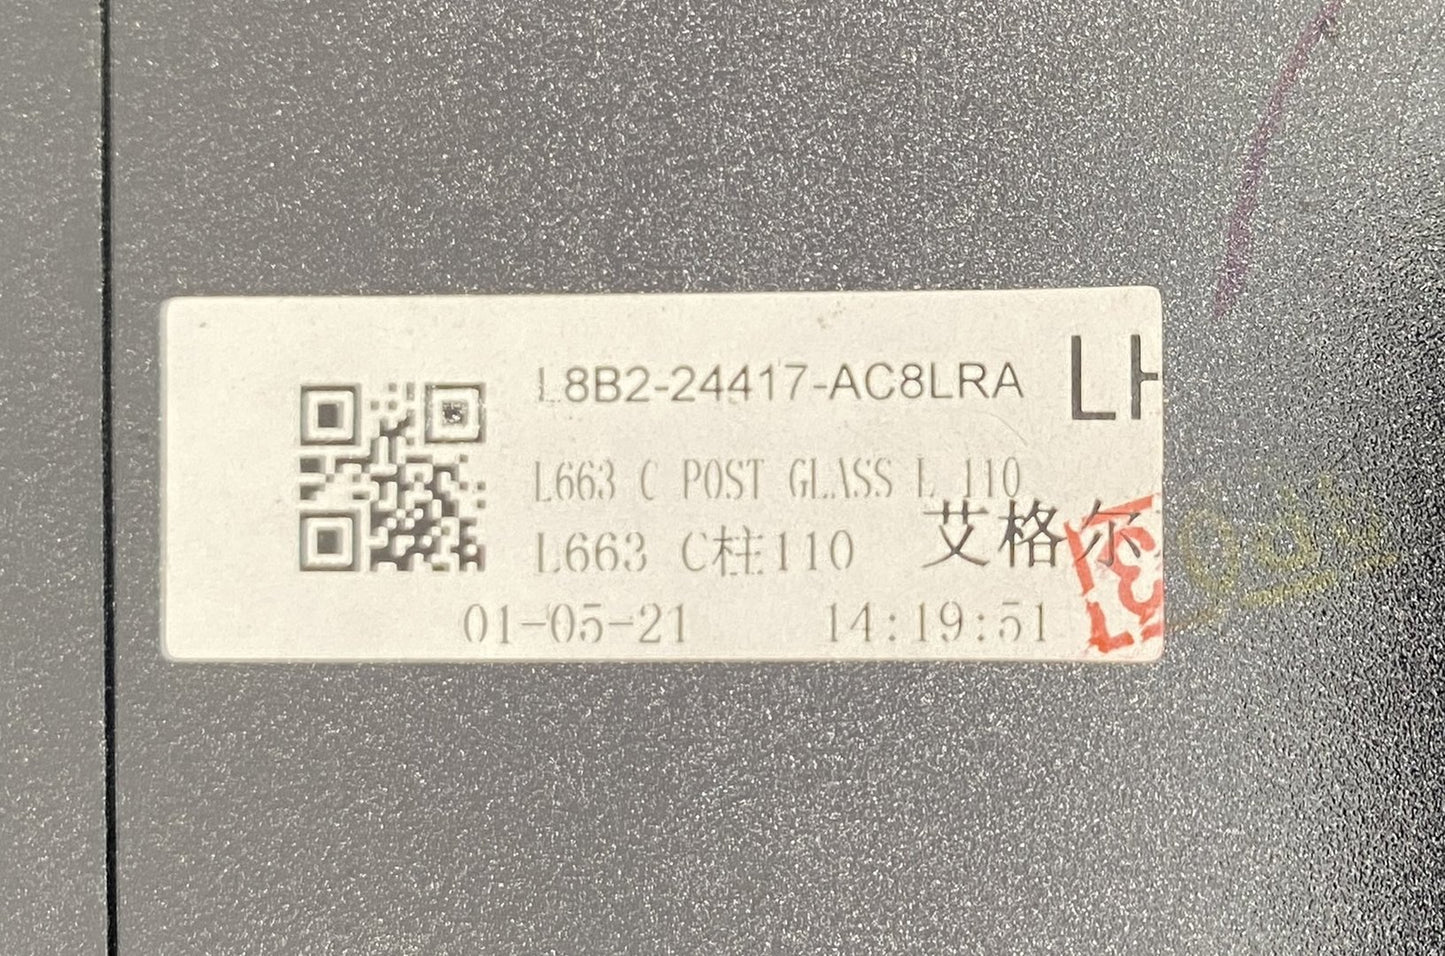 L8B2-24417-AC8LRA LH
L663 C POST GLASS L 110
L663 C柱110 艾格尔
01-05-21 14:19:51